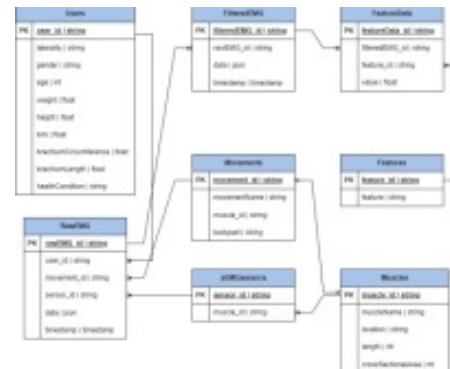 Users
PK user_id | string
laterality | string
gender | string
age | int
weight | float
height | float
bmi | float
brachiumCircumference | float
brachiumLength | float
healthCondition | string
FilteredEMG
PK filteredEMG_id | string
rawEMG_id | string
data | json
timestamp | timestamp
FeatureData
PK featureData_id | string
filteredEMG_id | string
feature_id | string
value | float
Movements
PK movement_id | string
movementName | string
muscle_id | string
bodypart | string
Features
PK feature_id | string
feature | string
RawEMG
PK rawEMG_id | string
user_id | string
movement_id | string
sensor_id | string
data | json
timestamp | timestamp
sEMGsensors
PK sensor_id | string
muscle_id | string
Muscles
PK muscle_id | string
muscleName | string
location | string
length | int
crossSectionalArea | int